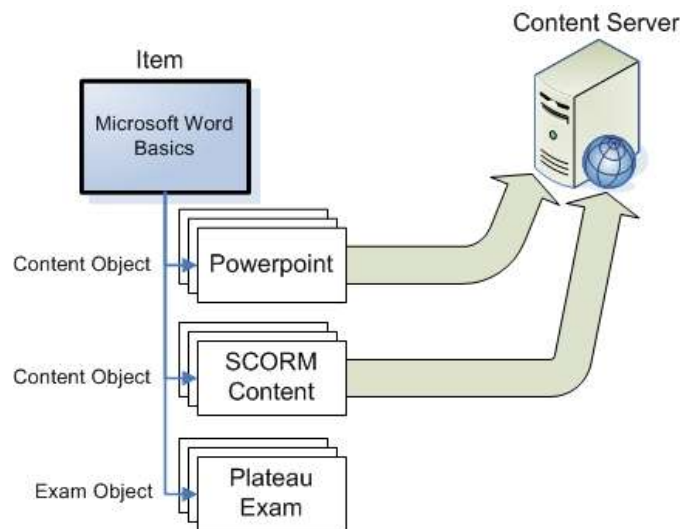 Content Server
Item
Microsoft Word
Basics
Content Object
Powerpoint
Content Object
SCORM
Content
Exam Object
Plateau
Exam